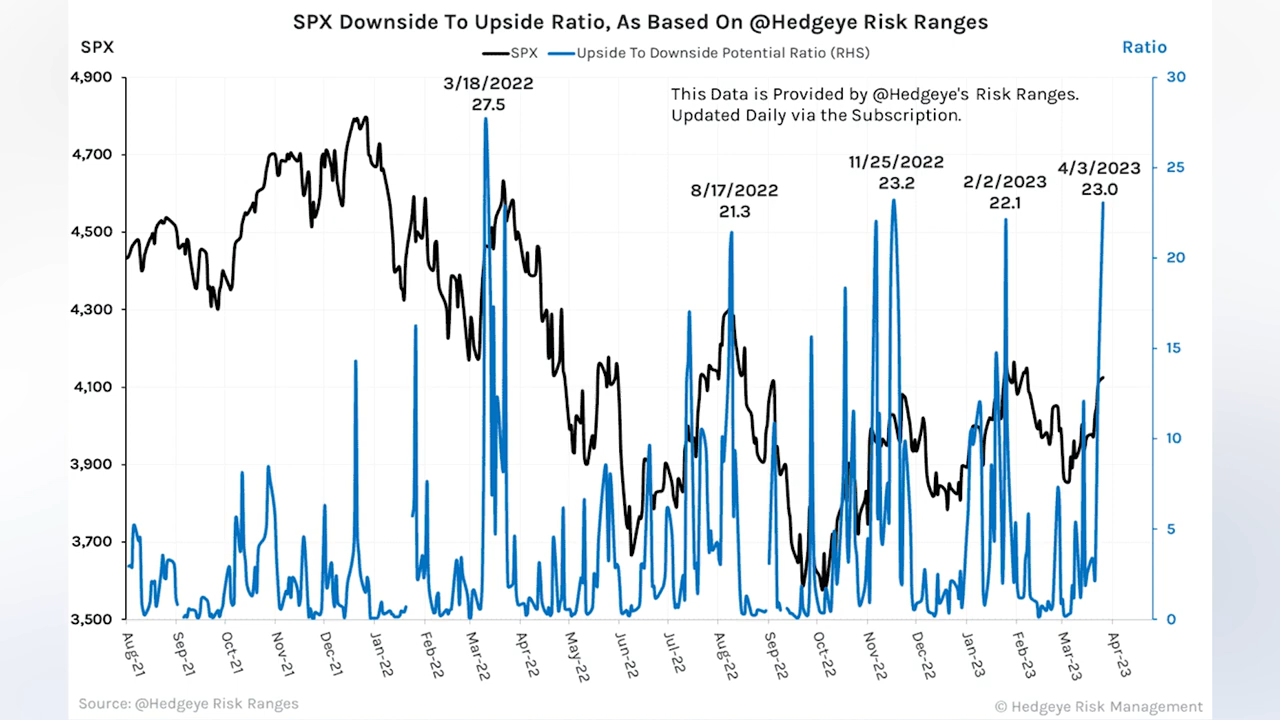 SPX Downside To Upside Ratio, As Based On @Hedgeye Risk Ranges
SPX
SPX
Upside To Downside Potential Ratio (RHS)
Ratio
This Data is Provided by @Hedgeye's Risk Ranges.
Updated Daily via the Subscription.
3/18/2022
27.5
8/17/2022
21.3
11/25/2022
23.2
2/2/2023
22.1
4/3/2023
23.0
4,900
4,700
4,500
4,300
4,100
3,900
3,700
3,500
30
25
20
15
10
5
0
Aug-21
Sep-21
Oct-21
Nov-21
Dec-21
Jan-22
Feb-22
Mar-22
Apr-22
May-22
Jun-22
Jul-22
Aug-22
Sep-22
Oct-22
Nov-22
Dec-22
Jan-23
Feb-23
Mar-23
Apr-23
Source: @Hedgeye Risk Ranges
© Hedgeye Risk Management